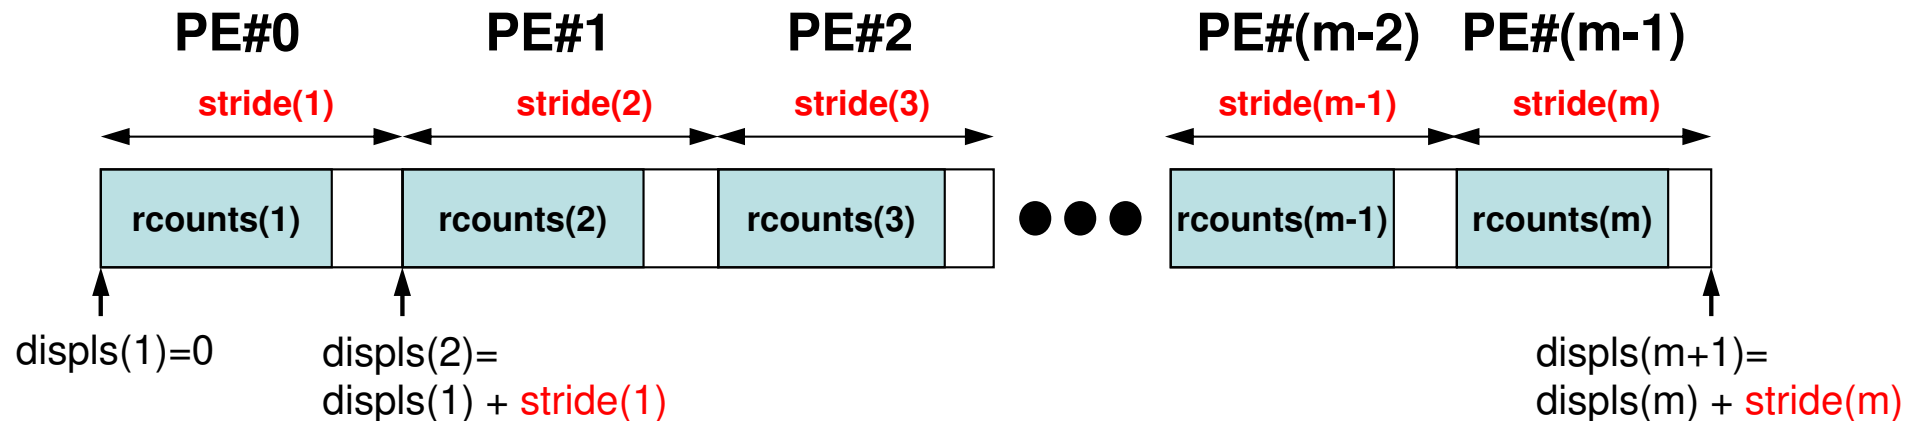 PE#0 PE#1 PE#2 PE#(m-2) PE#(m-1)
stride(1) stride(2) stride(3) stride(m-1) stride(m)
rcounts(1) rcounts(2) rcounts(3) rcounts(m-1) rcounts(m)
displs(1)=0
displs(2)=
displs(1) + stride(1)
displs(m+1)=
displs(m) + stride(m)